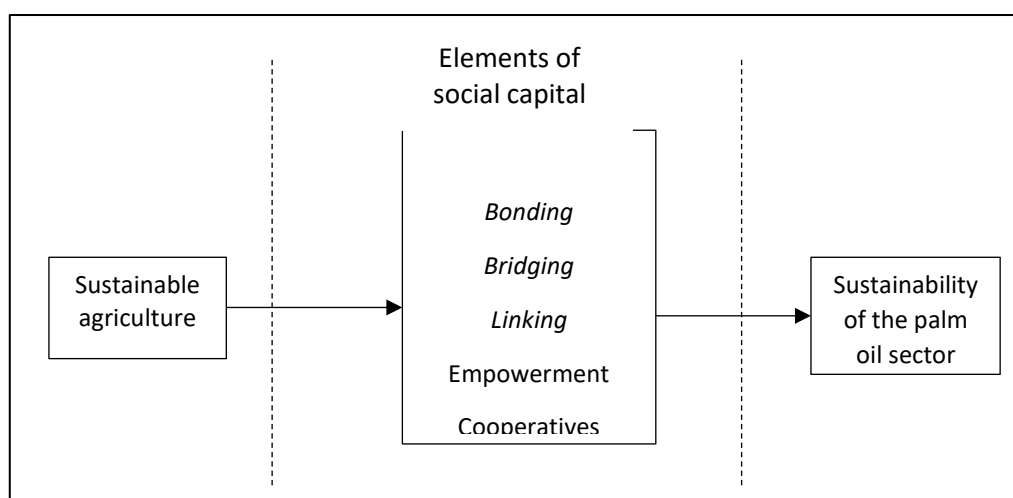 Elements of
social capital
Sustainable
agriculture
Bonding
Bridging
Linking
Empowerment
Cooperatives
Sustainability
of the palm
oil sector